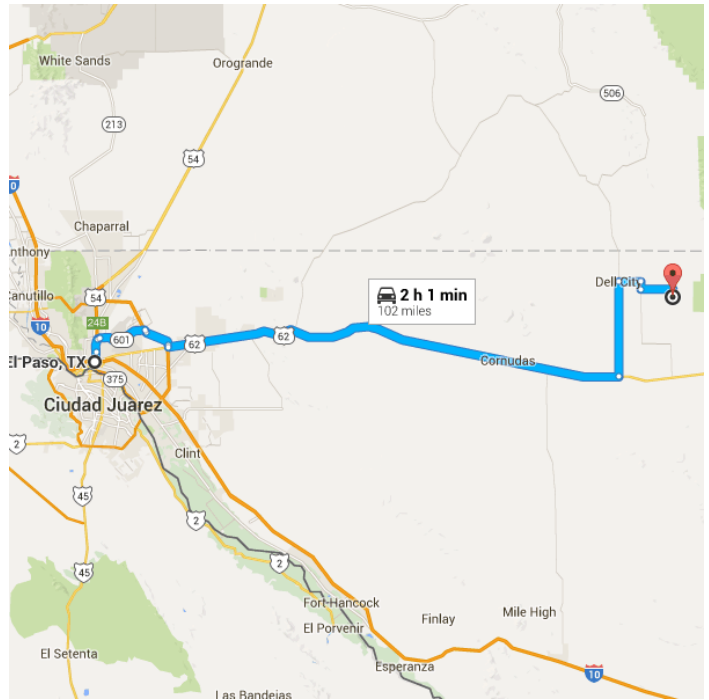 White Sands
Orogrande
506
213
54
10
Chaparral
Anthony
Dell City
Canutillo
54
2 h 1 min
102 miles
10
24B
601
62
62
El Paso, TX
Cornudas
375
Ciudad Juarez
2
Clint
45
2
2
45
Fort Hancock
Finlay
Mile High
El Porvenir
El Setenta
Esperanza
10
Las Bandejas